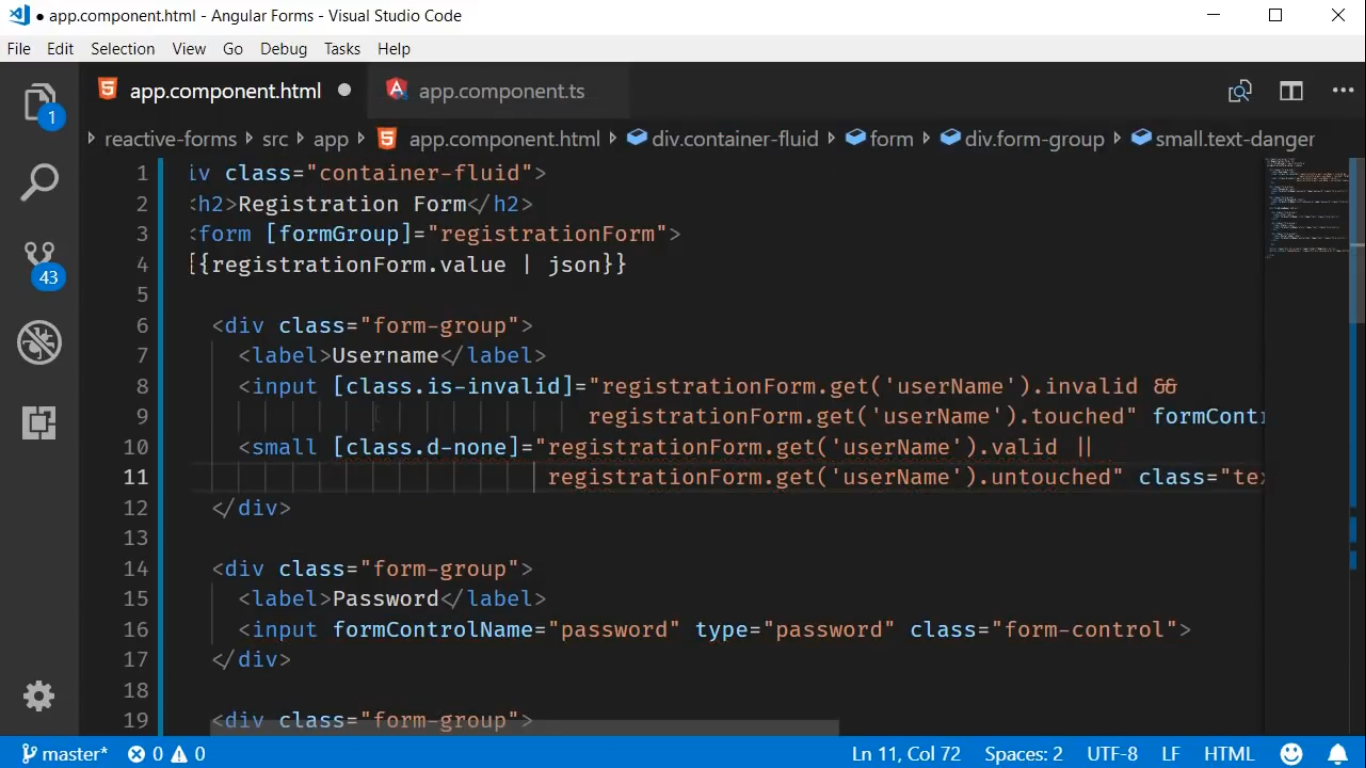 app.component.html - Angular Forms - Visual Studio Code
File Edit Selection View Go Debug Tasks Help
app.component.html app.component.ts
1
reactive-forms src app app.component.html div.container-fluid form div.form-group small.text-danger
1 iv class="container-fluid">
2 <h2>Registration Form</h2>
3 <form [formGroup]="registrationForm">
4 {{registrationForm.value | json}}
5
6 <div class="form-group">
7 <label>Username</label>
8 <input [class.is-invalid]="registrationForm.get('userName').invalid &&
9 registrationForm.get('userName').touched" formContr
10 <small [class.d-none]="registrationForm.get('userName').valid ||
11 registrationForm.get('userName').untouched" class="tex
12 </div>
13
14 <div class="form-group">
15 <label>Password</label>
16 <input formControlName="password" type="password" class="form-control">
17 </div>
18
19 <div class="form-group">
43
master* 0 0 Ln 11, Col 72 Spaces: 2 UTF-8 LF HTML